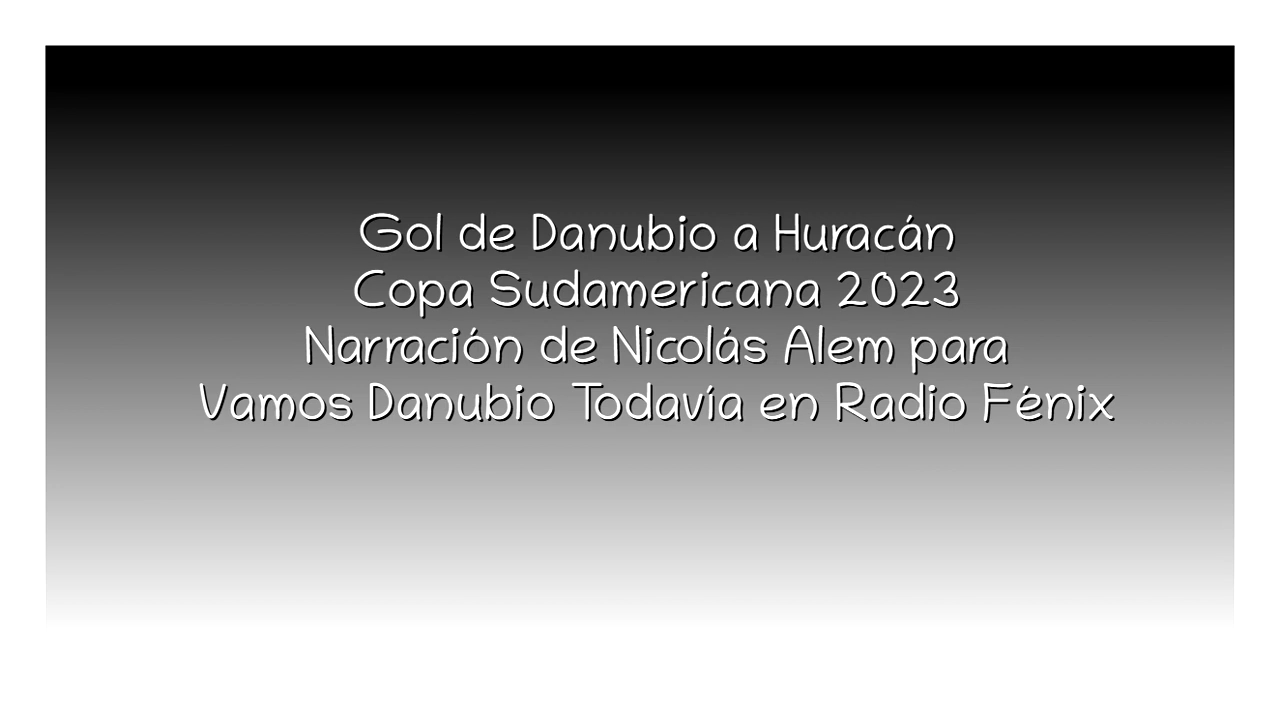 Gol de Danubio a Huracán
Copa Sudamericana 2023
Narración de Nicolás Alem para
Vamos Danubio Todavía en Radio Fénix